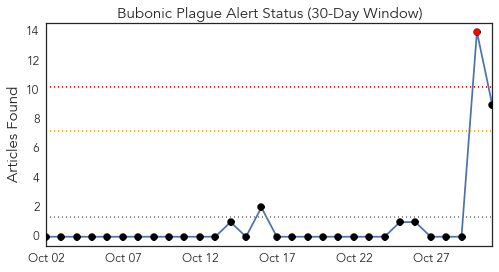 Bubonic Plague Alert Status (30-Day Window)
14
12
10
8
6
4
2
0
Articles Found
Oct 02 Oct 07 Oct 12 Oct 17 Oct 22 Oct 27